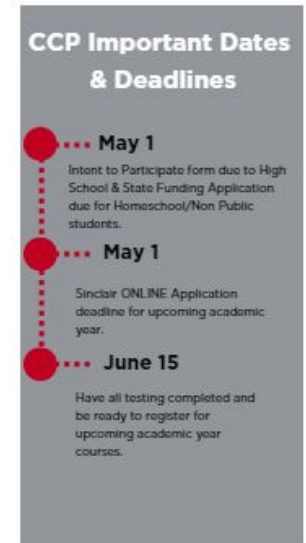 CCP Important Dates
& Deadlines
May 1
Intent to Participate form due to High
School & State Funding Application
due for Homeschool/Non Public
students.
May 1
Sinclair ONLINE Application
deadline for upcoming academic
year.
June 15
Have all testing completed and
be ready to register for
upcoming academic year
courses.